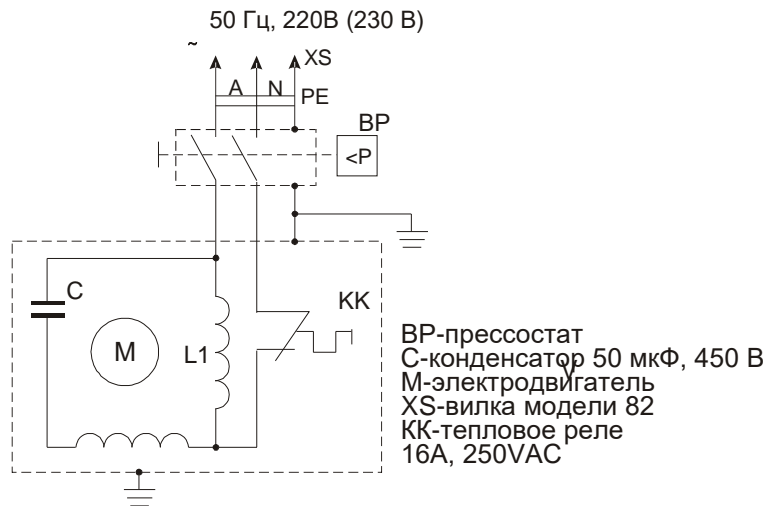 50 Гц, 220В (230 В)
~
XS
A N
PE
BP
<P
C
KK
M
L1
ВР-прессостат
С-конденсатор 50 мкФ, 450 В
М-электродвигатель
XS-вилка модели 82
КК-тепловое реле
16А, 250VAC